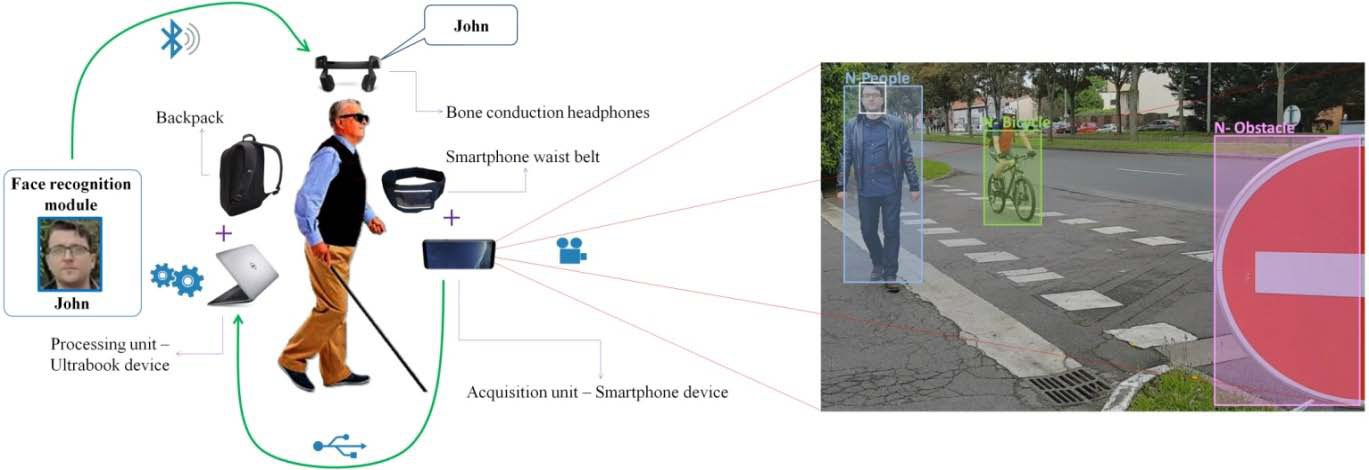 John
Bone conduction headphones
Backpack
Smartphone waist belt
Face recognition
module
John
Processing unit –
Ultrabook device
Acquisition unit – Smartphone device
N-People
N- Bicycle
N- Obstacle